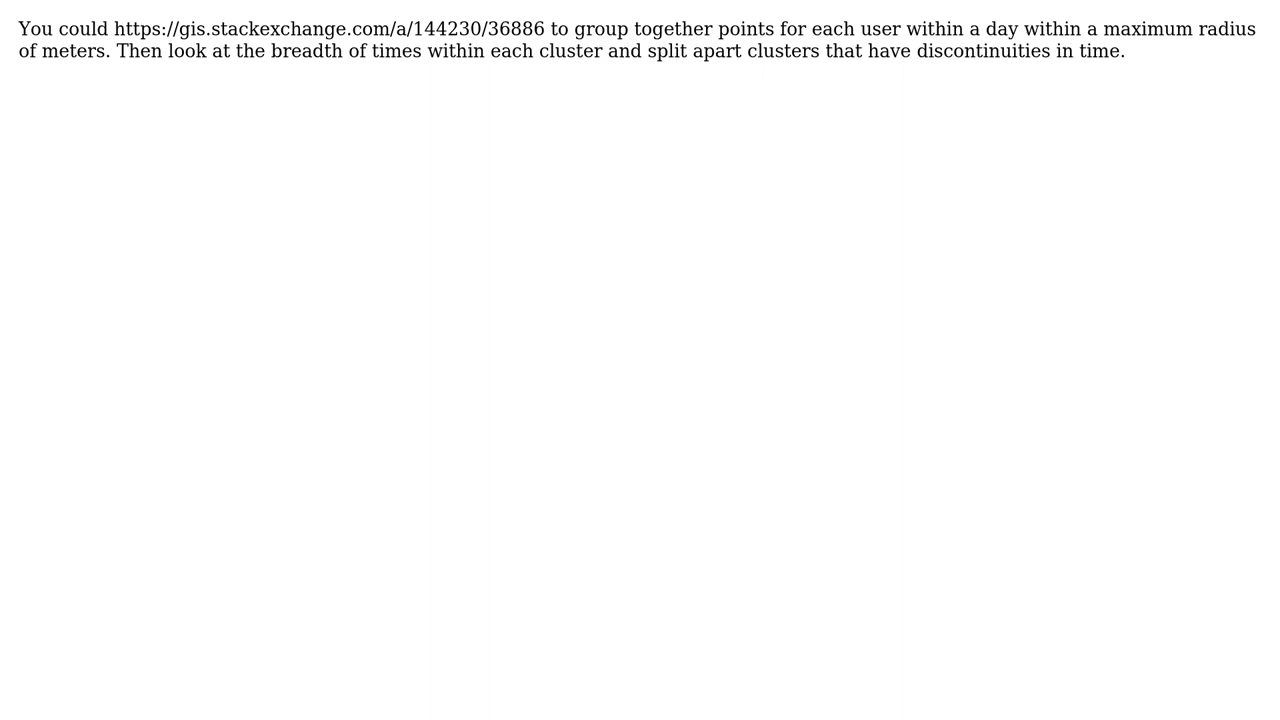 You could https://gis.stackexchange.com/a/144230/36886 to group together points for each user within a day within a maximum radius
of meters. Then look at the breadth of times within each cluster and split apart clusters that have discontinuities in time.